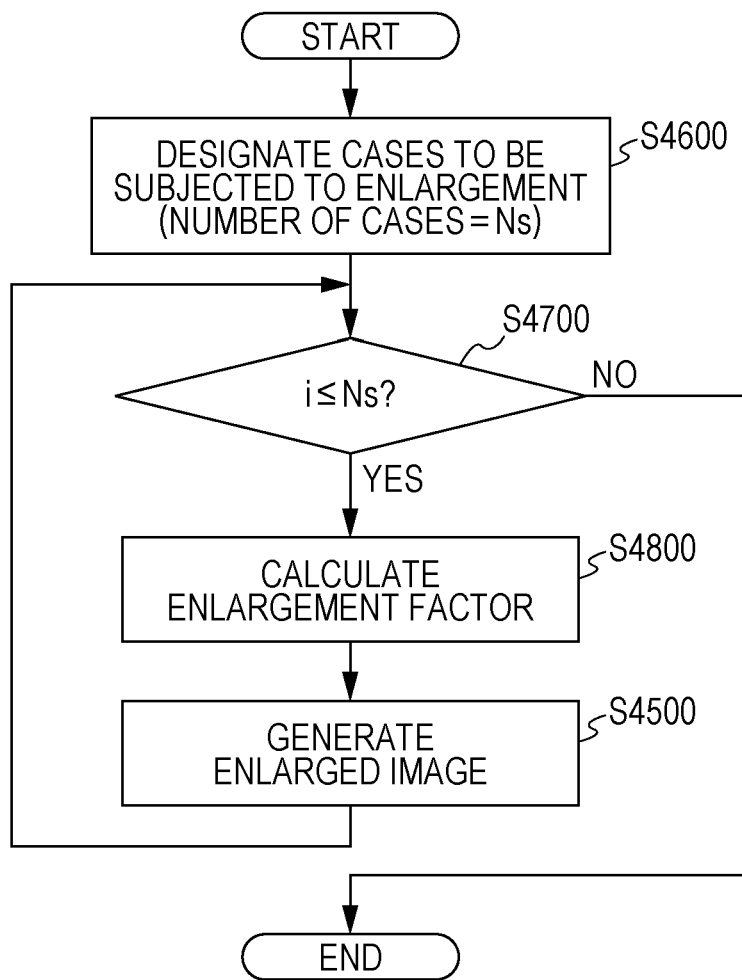 START
DESIGNATE CASES TO BE
SUBJECTED TO ENLARGEMENT
(NUMBER OF CASES = Ns)
S4600
S4700
i ≤ Ns?
NO
YES
S4800
CALCULATE
ENLARGEMENT FACTOR
S4500
GENERATE
ENLARGED IMAGE
END